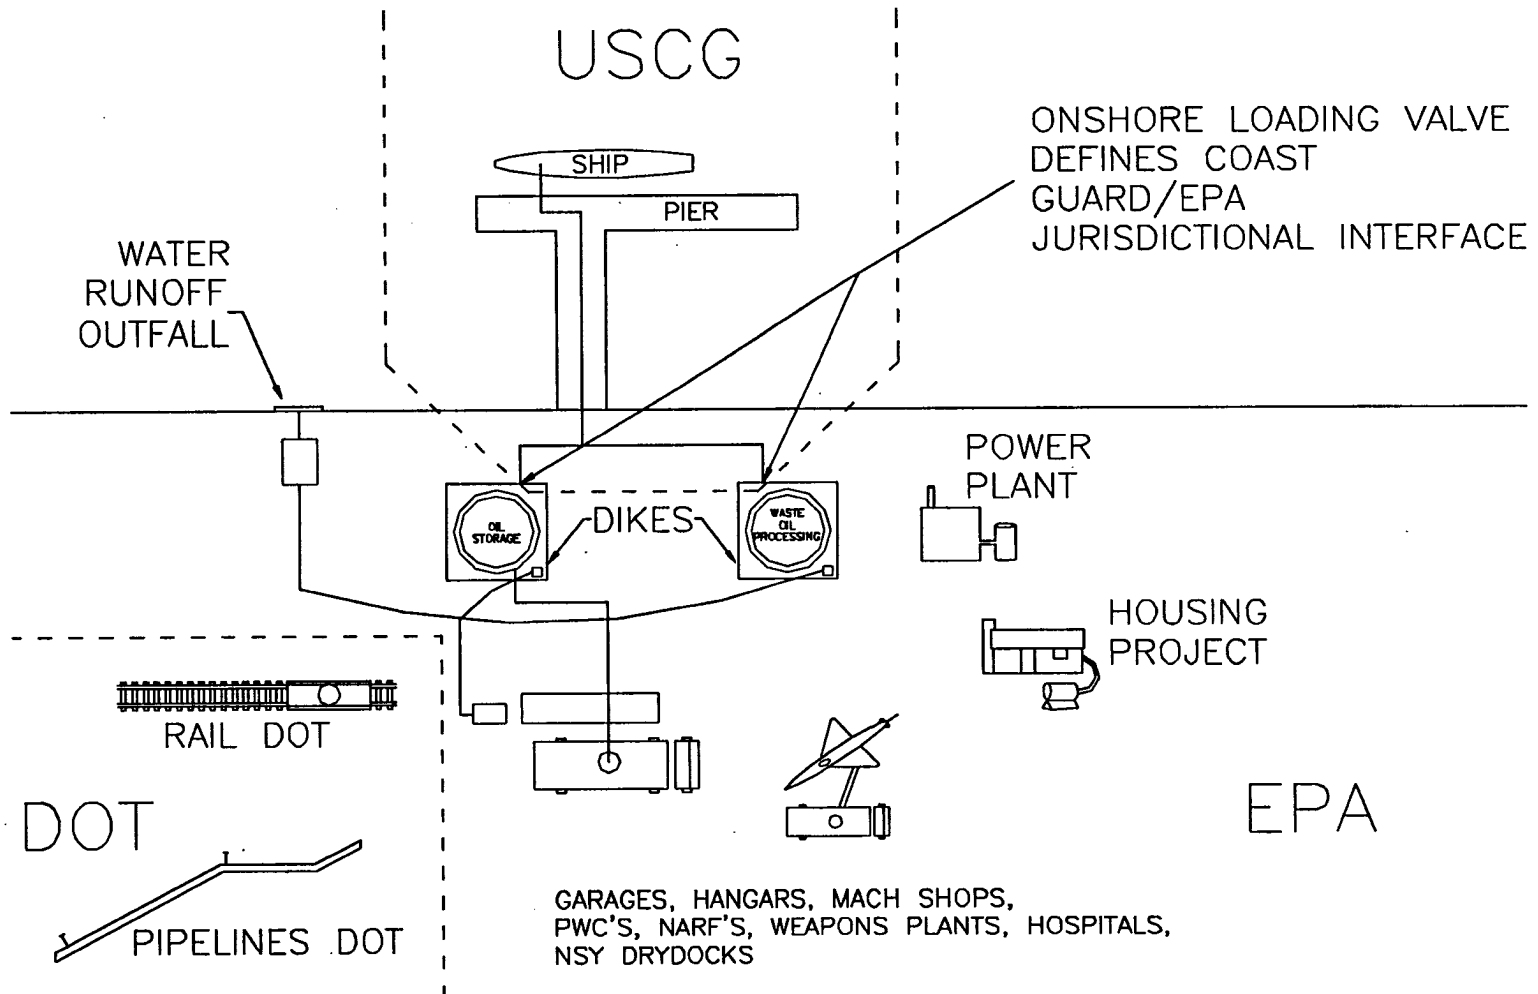 USCG
ONSHORE LOADING VALVE
DEFINES COAST
GUARD/EPA
JURISDICTIONAL INTERFACE
SHIP
PIER
WATER
RUNOFF
OUTFALL
POWER
PLANT
OIL
STORAGE
DIKES
WASTE
OIL
PROCESSING
HOUSING
PROJECT
RAIL DOT
DOT
EPA
PIPELINES DOT
GARAGES, HANGARS, MACH SHOPS,
PWC'S, NARF'S, WEAPONS PLANTS, HOSPITALS,
NSY DRYDOCKS